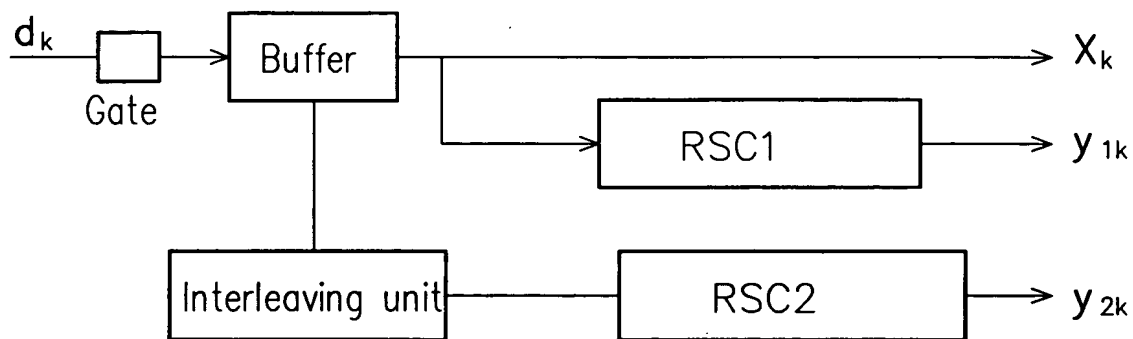 d_k
Buffer
X_k
Gate
RSC1
y_1k
Interleaving unit
RSC2
y_2k